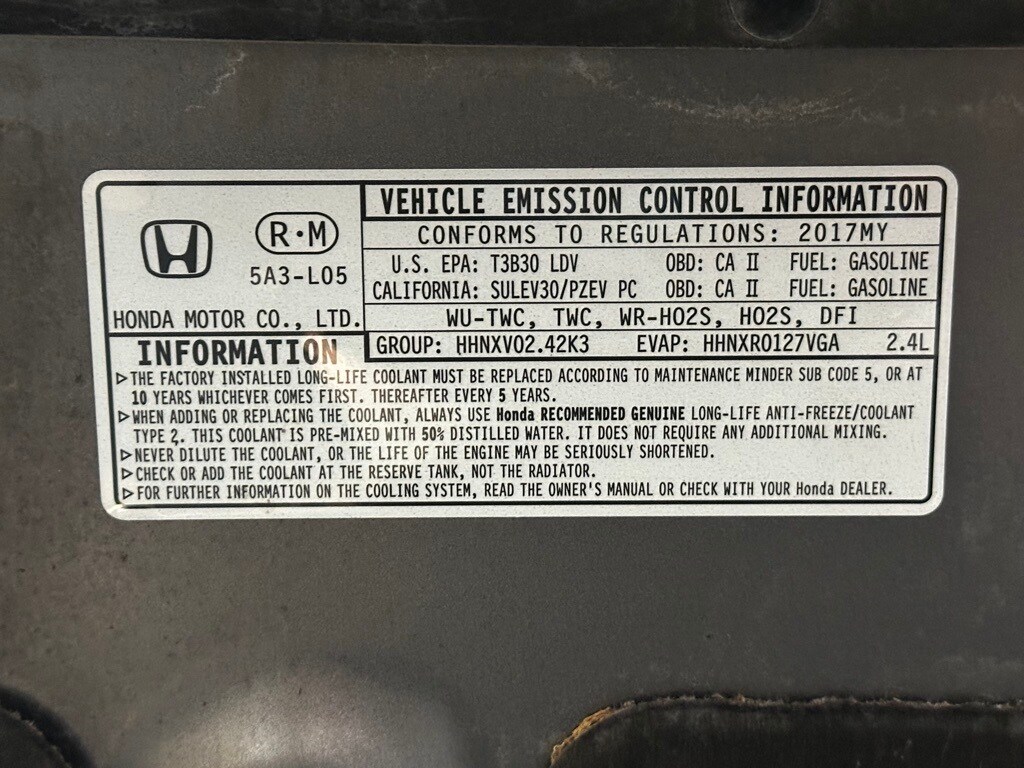 R·M
5A3-L05
HONDA MOTOR CO., LTD.
VEHICLE EMISSION CONTROL INFORMATION
CONFORMS TO REGULATIONS: 2017MY
U.S. EPA: T3B30 LDV OBD: CA II FUEL: GASOLINE
CALIFORNIA: SULEV30/PZEV PC OBD: CA II FUEL: GASOLINE
WU-TWC, TWC, WR-HO2S, HO2S, DFI
GROUP: HHNXV02.42K3 EVAP: HHNXR0127VGA 2.4L
INFORMATION
▷THE FACTORY INSTALLED LONG-LIFE COOLANT MUST BE REPLACED ACCORDING TO MAINTENANCE MINDER SUB CODE 5, OR AT
10 YEARS WHICHEVER COMES FIRST. THEREAFTER EVERY 5 YEARS.
▷WHEN ADDING OR REPLACING THE COOLANT, ALWAYS USE Honda RECOMMENDED GENUINE LONG-LIFE ANTI-FREEZE/COOLANT
TYPE 2. THIS COOLANT IS PRE-MIXED WITH 50% DISTILLED WATER. IT DOES NOT REQUIRE ANY ADDITIONAL MIXING.
▷NEVER DILUTE THE COOLANT, OR THE LIFE OF THE ENGINE MAY BE SERIOUSLY SHORTENED.
▷CHECK OR ADD THE COOLANT AT THE RESERVE TANK, NOT THE RADIATOR.
▷FOR FURTHER INFORMATION ON THE COOLING SYSTEM, READ THE OWNER'S MANUAL OR CHECK WITH YOUR Honda DEALER.